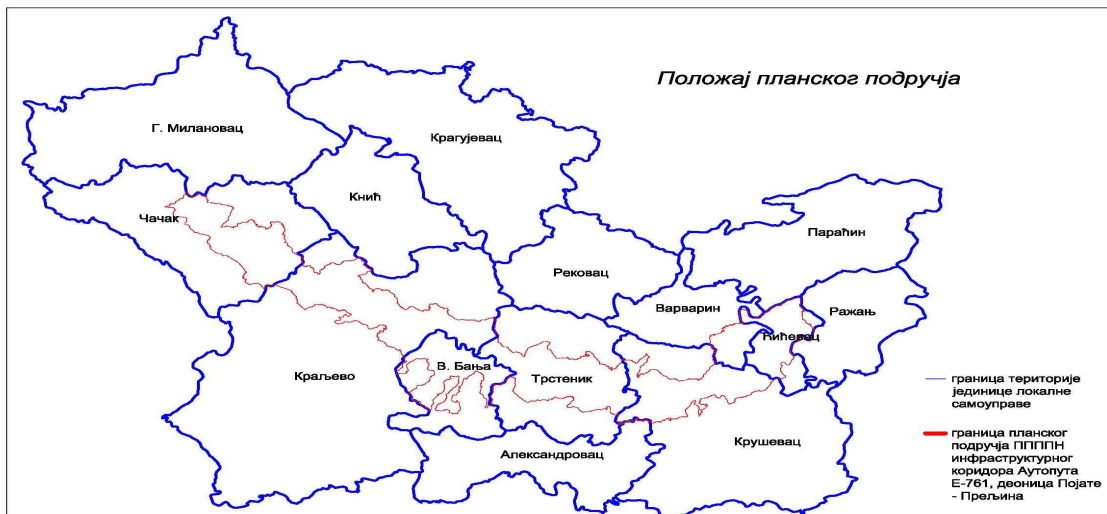 Положај планског подручја
Г. Милановац
Крагујевац
Кнић
Чачак
Параћин
Рековац
Варварин
Ражањ
Ћићевац
Краљево
В. Бања
Трстеник
Александровац
Крушевац
граница територије
јединице локалне
самоуправе
граница планског
подручја ПППППН
инфраструктурног
коридора Аутопута
Е-761, деоница Појате
- Прељина